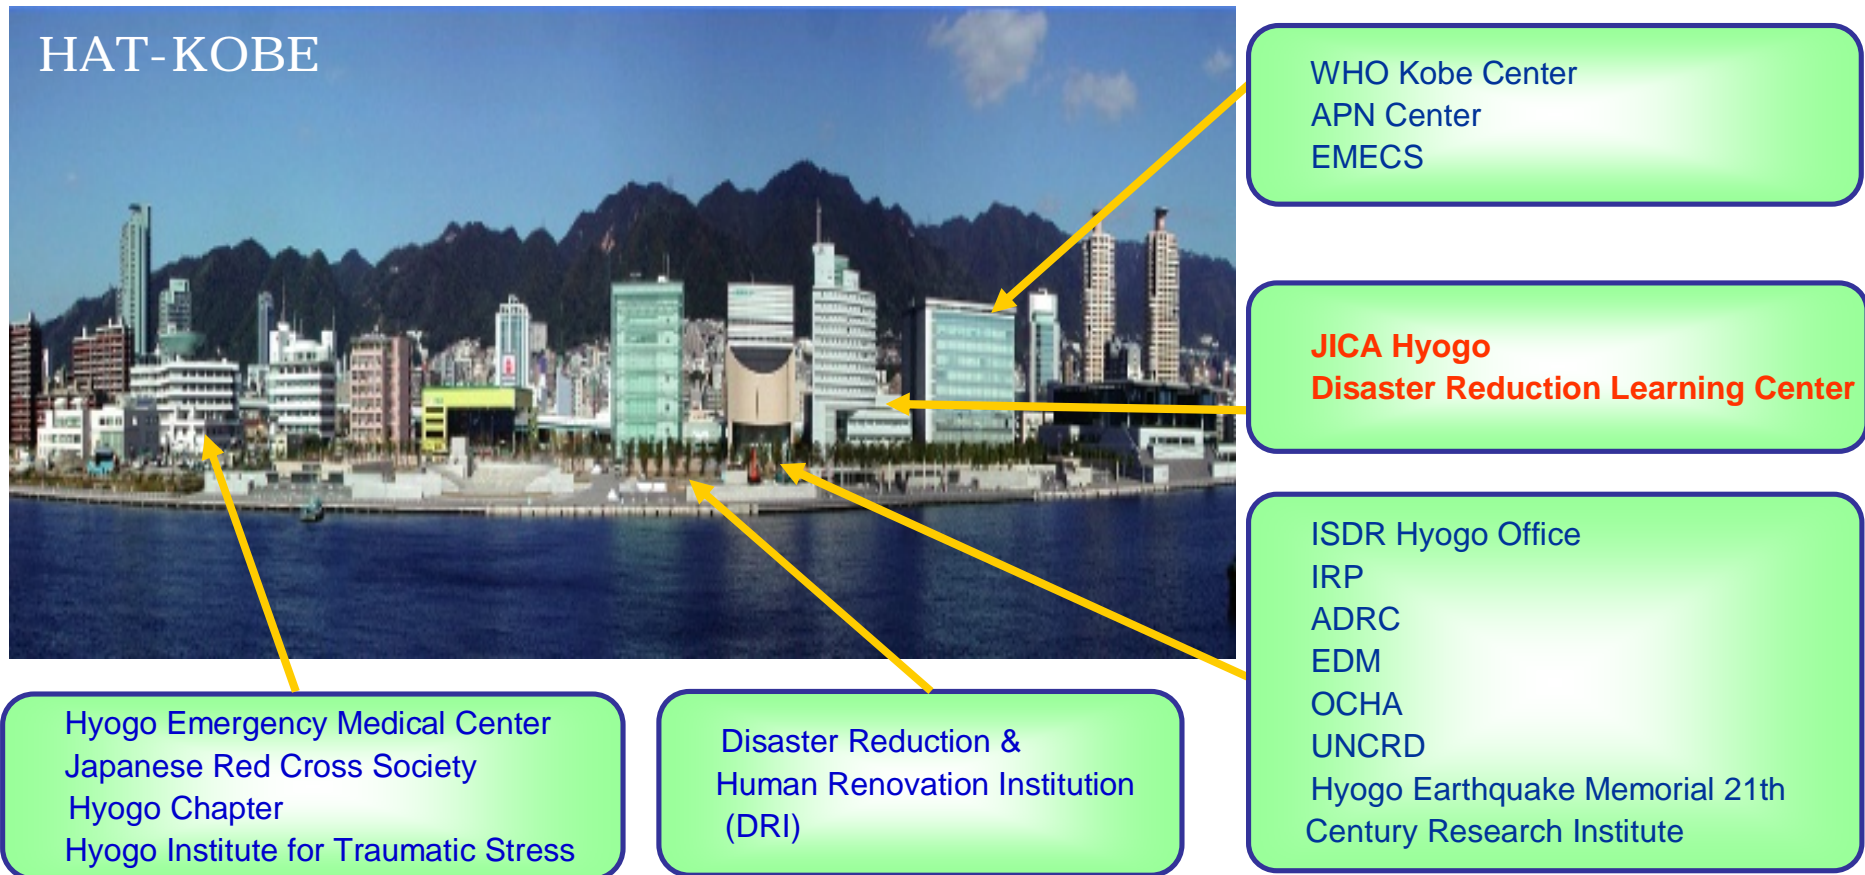 HAT-KOBE
WHO Kobe Center
APN Center
EMECS
JICA Hyogo
Disaster Reduction Learning Center
ISDR Hyogo Office
IRP
ADRC
EDM
OCHA
UNCRD
Hyogo Earthquake Memorial 21th
Century Research Institute
Hyogo Emergency Medical Center
Japanese Red Cross Society
Hyogo Chapter
Hyogo Institute for Traumatic Stress
Disaster Reduction &
Human Renovation Institution
(DRI)